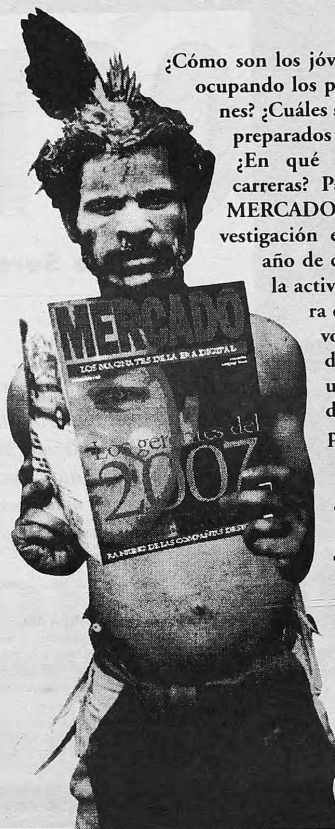 ¿Cómo son los jóv
ocupando los p
nes? ¿Cuáles s
preparados
¿En qué
carreras? Pa
MERCADO
vestigación e
año de c
la activ
ra
vo
d
u
d
p
MERCADO
LOS MAGNATES DE LA ERA DIGITAL
Los gerentes del
2007
RANKING DE LAS COMPAÑIAS